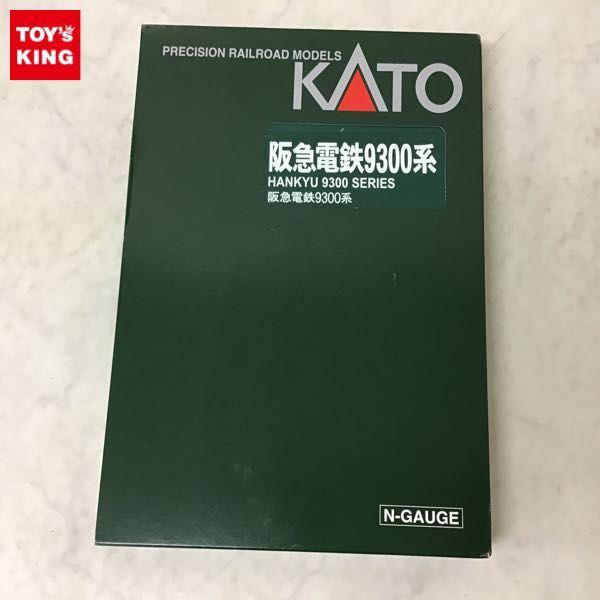 TOY's
KING
PRECISION RAILROAD MODELS
KATO
阪急電鉄9300系
HANKYU 9300 SERIES
阪急電鉄9300系
N-GAUGE